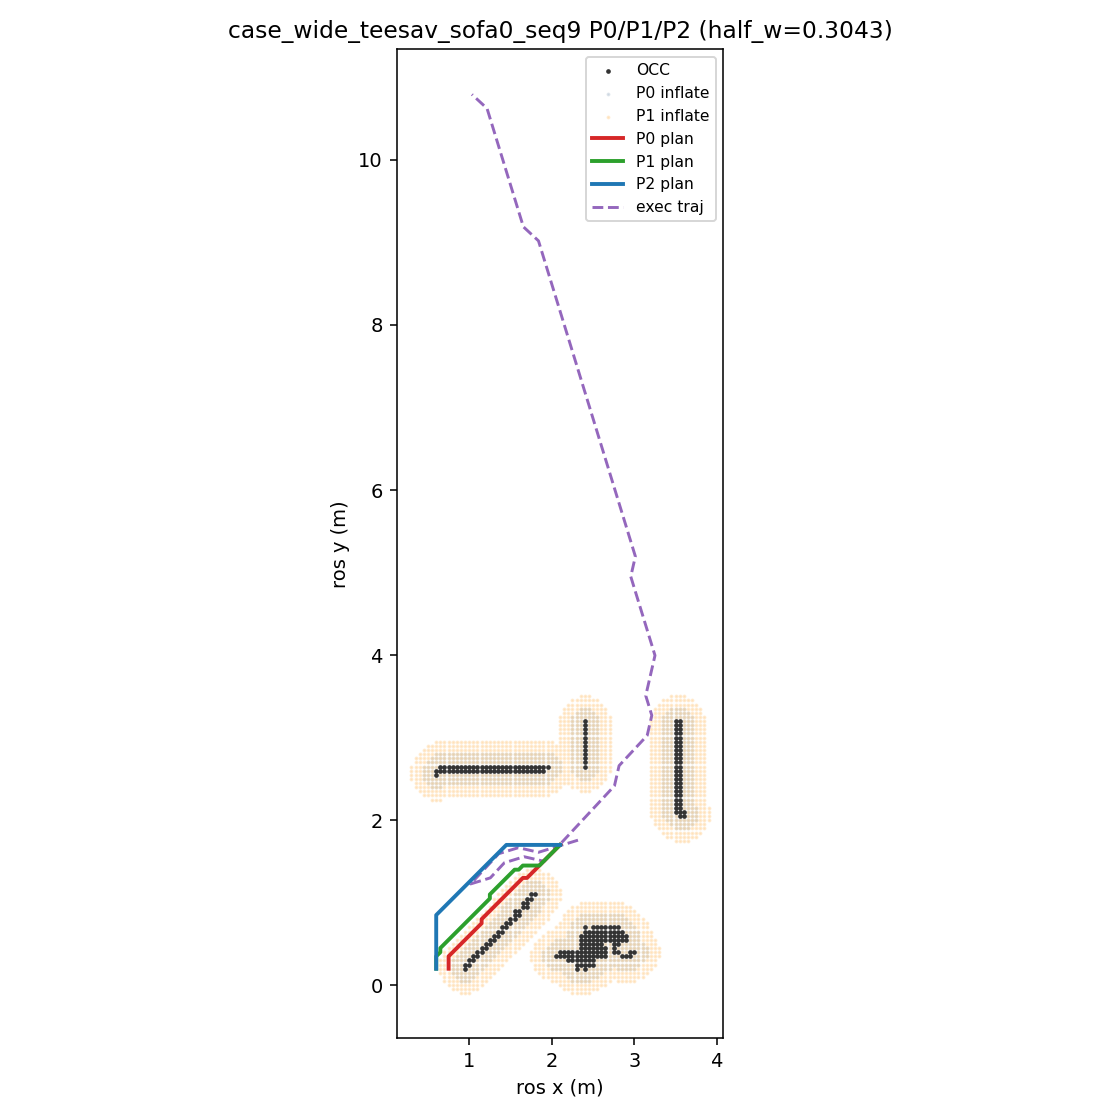 case_wide_teesav_sofa0_seq9 P0/P1/P2 (half_w=0.3043)
OCC
P0 inflate
P1 inflate
P0 plan
P1 plan
P2 plan
exec traj
10
8
6
4
2
0
ros y (m)
1 2 3 4
ros x (m)